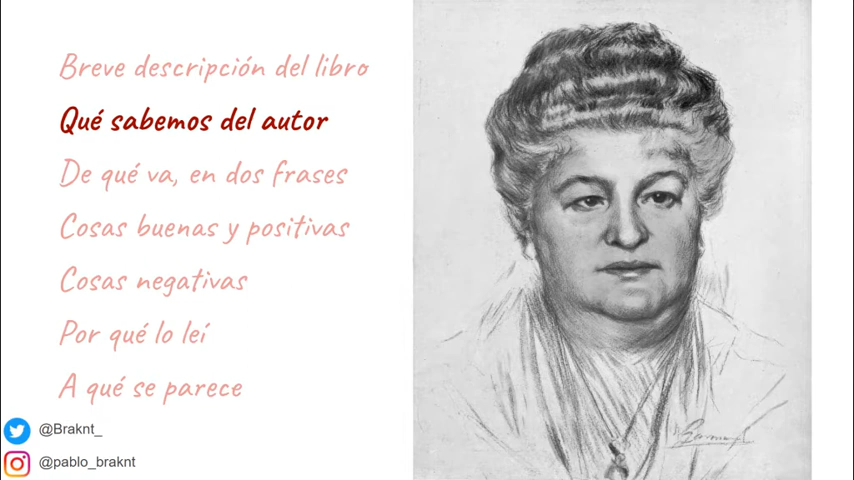 Breve descripción del libro
Qué sabemos del autor
De qué va, en dos frases
Cosas buenas y positivas
Cosas negativas
Por qué lo leí
A qué se parece
@Braknt_
@pablo_braknt